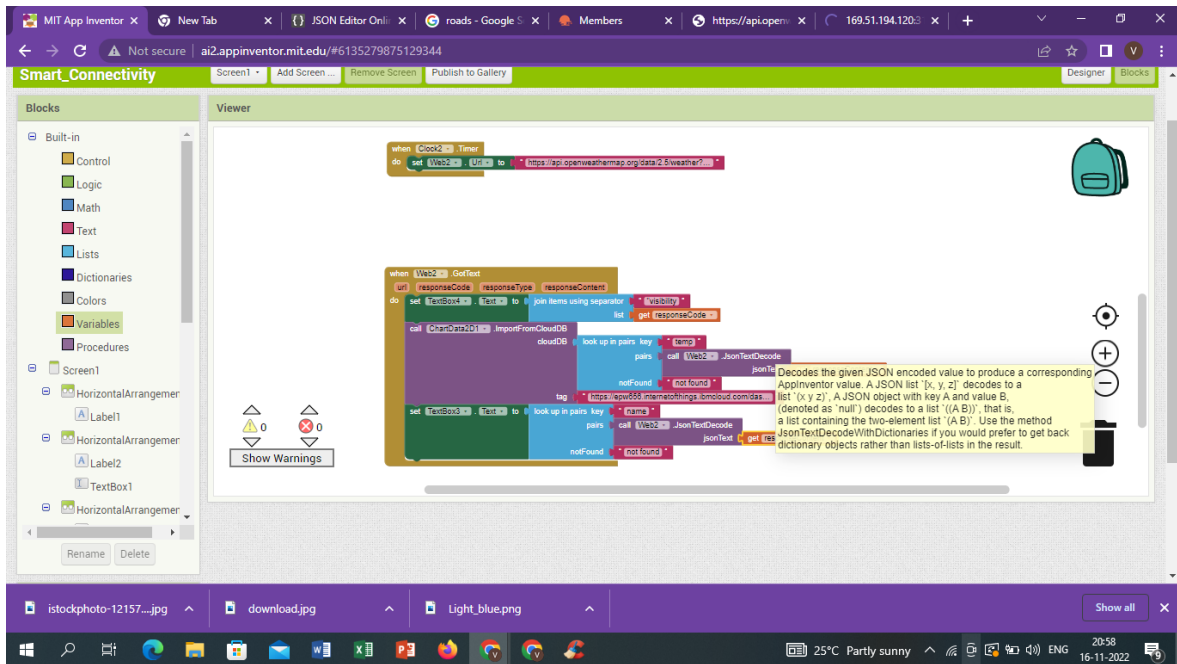 MIT App Inventor
New Tab
JSON Editor Onlin
roads - Google S
Members
https://api.openw
169.51.194.120:3
Not secure
ai2.appinventor.mit.edu/#6135279875129344
V
Smart_Connectivity
Screen1
Add Screen ...
Remove Screen
Publish to Gallery
Designer
Blocks
Blocks
Viewer
Built-in
Control
Logic
Math
Text
Lists
Dictionaries
Colors
Variables
Procedures
Screen1
HorizontalArrangemer
Label1
HorizontalArrangemer
Label2
TextBox1
HorizontalArrangemer
Rename
Delete
when Clock2 .Timer
do set Web2 . Url to " https://api.openweathermap.org/data/2.5/weather?... "
when Web2 .GotText
url responseCode responseType responseContent
do set TextBox4 . Text to join items using separator " "visibility" "
list get responseCode
call ChartData2D1 .ImportFromCloudDB
cloudDB look up in pairs key " temp "
pairs call Web2 .JsonTextDecode
jsonTe
notFound " not found "
tag " https://epw656.internetofthings.ibmcloud.com/das...
set TextBox3 . Text to look up in pairs key " name "
pairs call Web2 .JsonTextDecode
jsonText get res
notFound " not found "
Decodes the given JSON encoded value to produce a corresponding
AppInventor value. A JSON list `[x, y, z]` decodes to a
list `(x y z)`, A JSON object with key A and value B,
(denoted as `null`) decodes to a list `((A B))`, that is,
a list containing the two-element list `(A B)`. Use the method
JsonTextDecodeWithDictionaries if you would prefer to get back
dictionary objects rather than lists-of-lists in the result.
0
0
Show Warnings
istockphoto-12157....jpg
download.jpg
Light_blue.png
Show all
25°C Partly sunny
ENG
20:58
16-11-2022
9